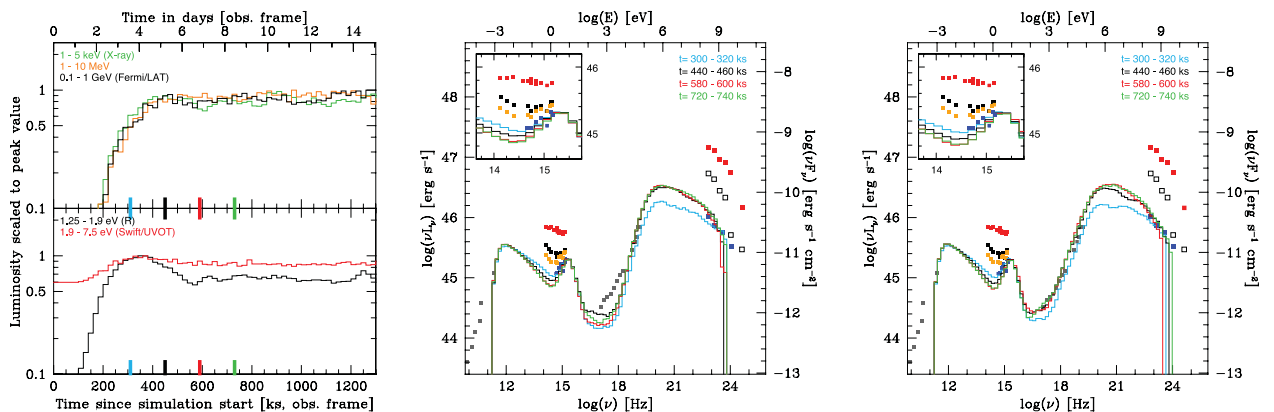 Time in days [obs. frame]
0 2 4 6 8 10 12 14
1 - 5 keV (X-ray)
1 - 10 MeV
0.1 - 1 GeV (Fermi/LAT)
1
0.5
0.1
1.25 - 1.9 eV (R)
1.9 - 7.5 eV (Swift/UVOT)
1
0.5
0.1
Luminosity scaled to peak value
0 200 400 600 800 1000 1200
Time since simulation start [ks, obs. frame]
log(E) [eV]
−3 0 3 6 9
t= 300 - 320 ks
t= 440 - 460 ks
t= 580 - 600 ks
t= 720 - 740 ks
46
45
14 15
48
47
46
45
44
log(νLν) [erg s⁻¹]
−8
−9
−10
−11
−12
−13
log(νFν) [erg s⁻¹ cm⁻²]
12 15 18 21 24
log(ν) [Hz]
log(E) [eV]
−3 0 3 6 9
t= 300 - 320 ks
t= 440 - 460 ks
t= 580 - 600 ks
t= 720 - 740 ks
46
45
14 15
48
47
46
45
44
log(νLν) [erg s⁻¹]
−8
−9
−10
−11
−12
−13
log(νFν) [erg s⁻¹ cm⁻²]
12 15 18 21 24
log(ν) [Hz]